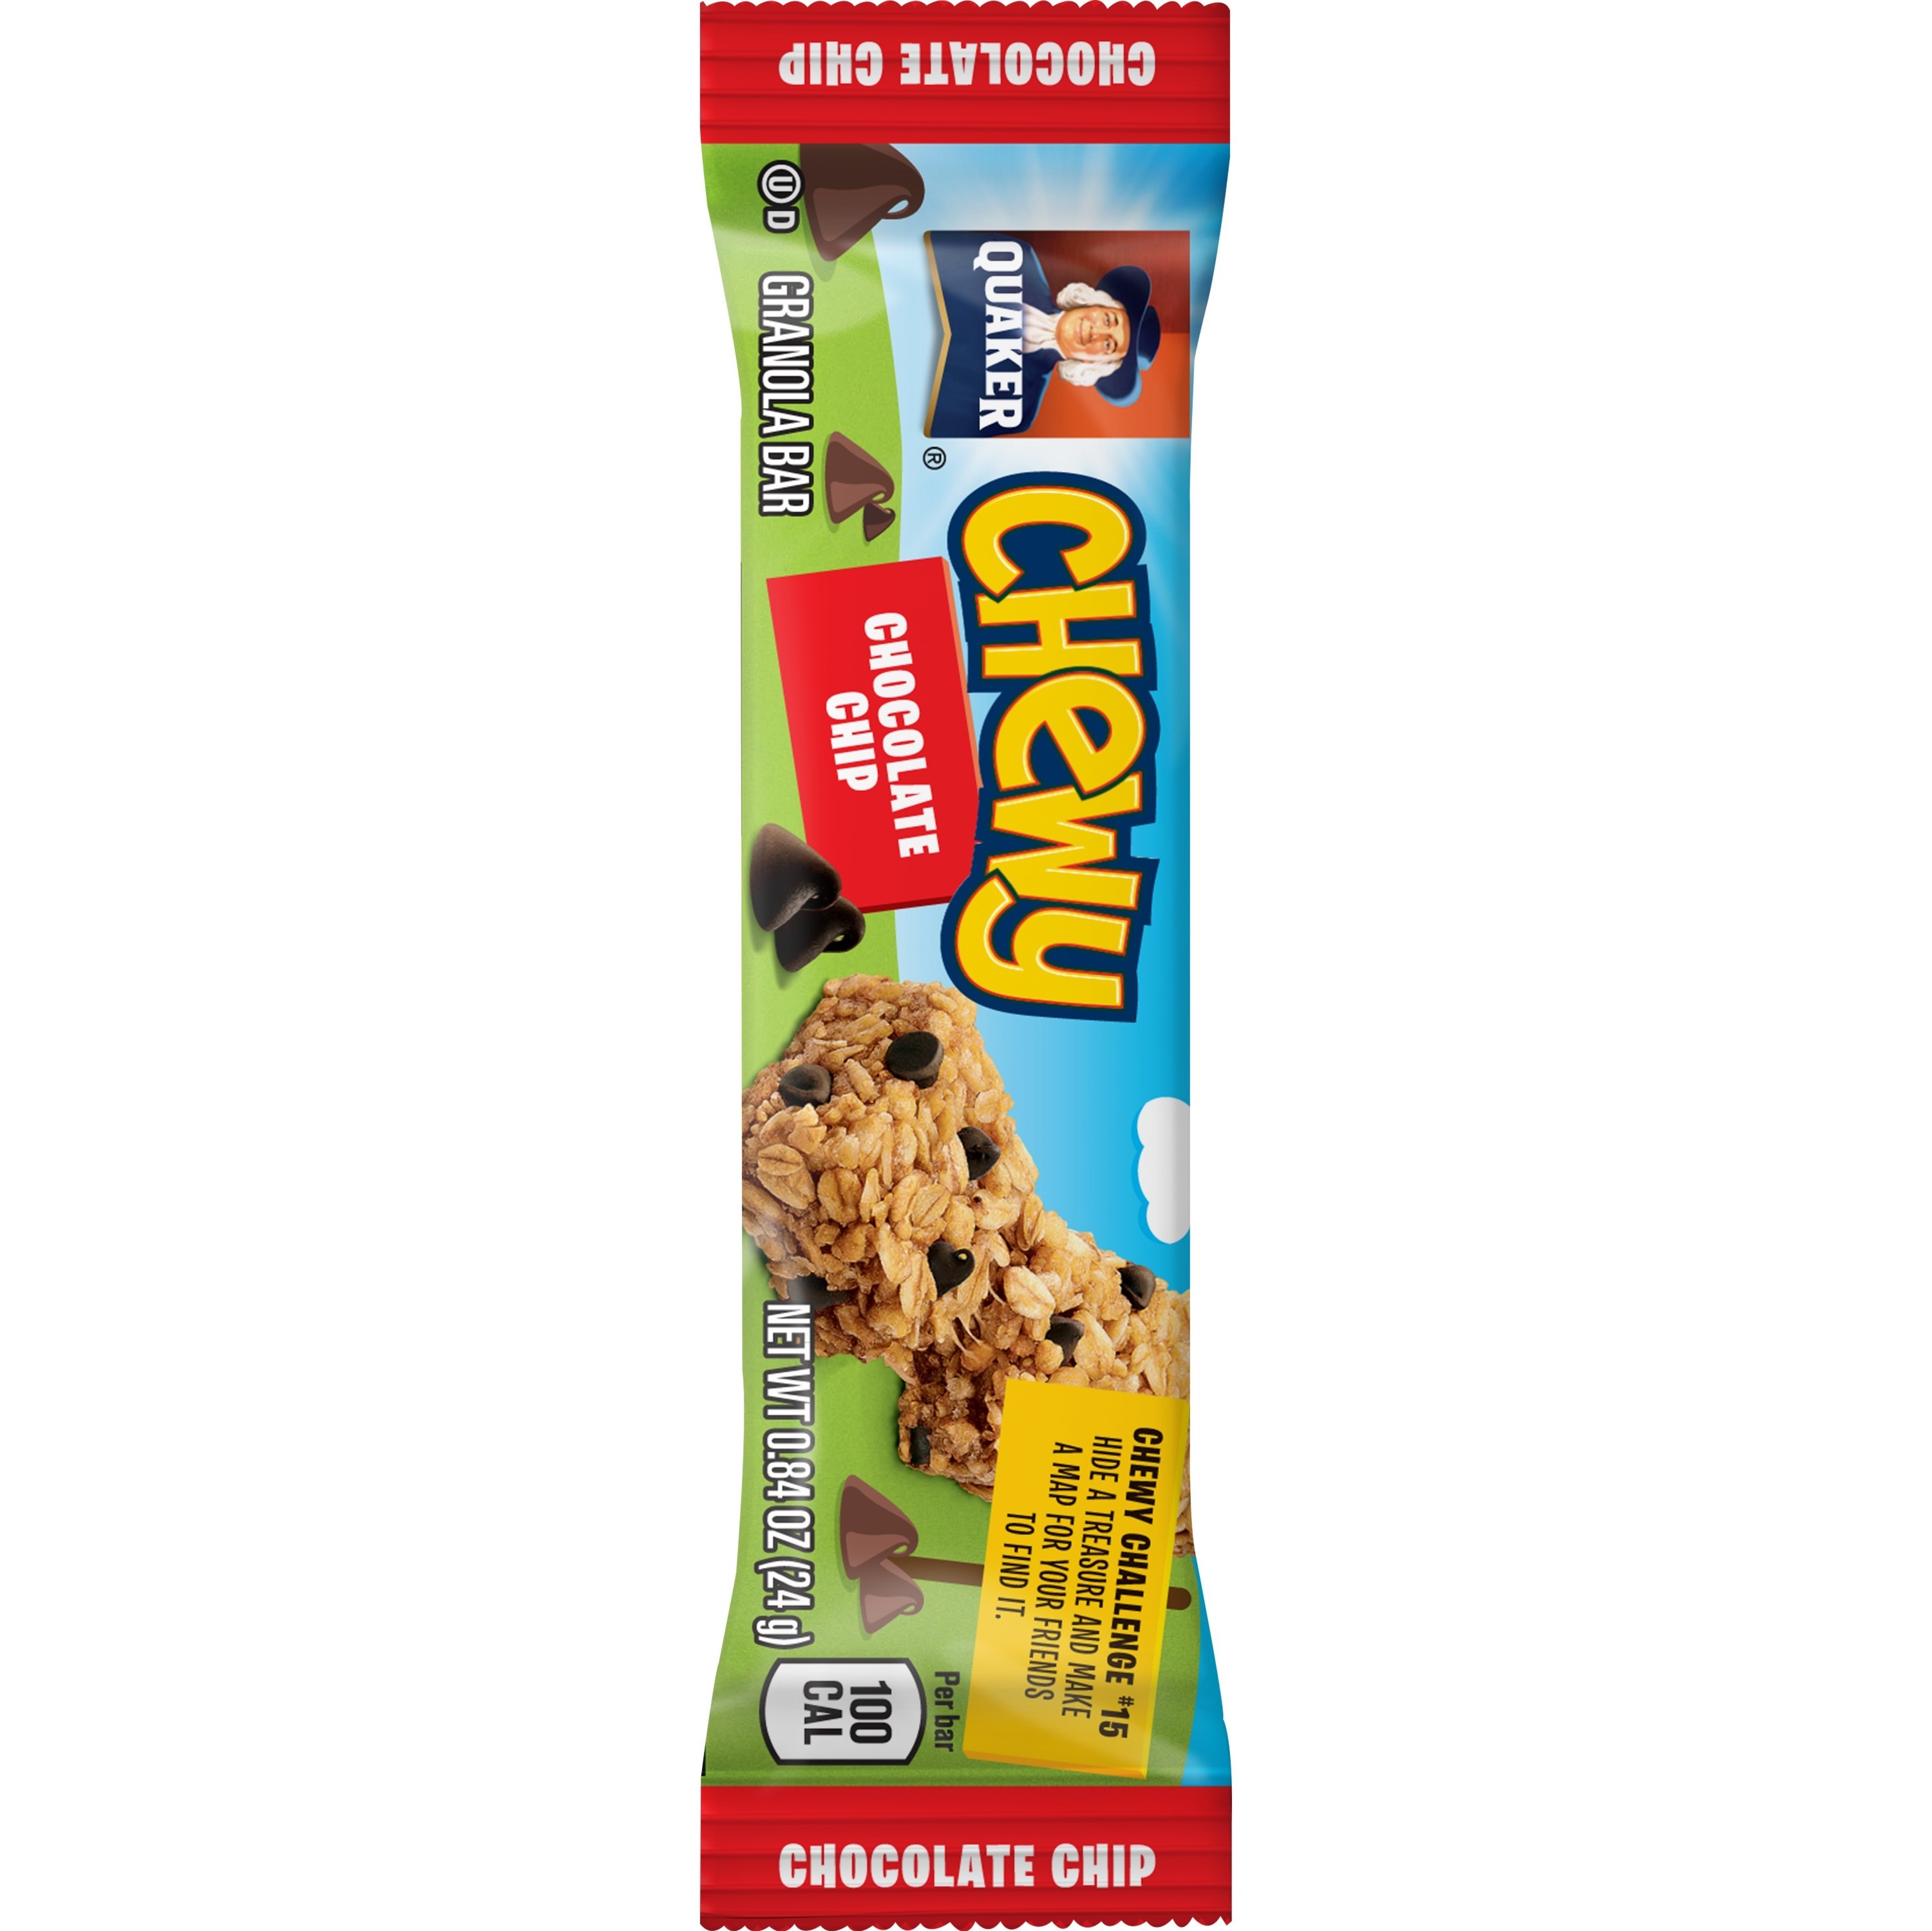 CHOCOLATE CHIP
QUAKER
®
CHEWY
CHOCOLATE
CHIP
Ⓤ D
GRANOLA BAR
NET WT 0.84 OZ (24 g)
CHEWY CHALLENGE #15
HIDE A TREASURE AND MAKE
A MAP FOR YOUR FRIENDS
TO FIND IT.
Per bar
100
CAL
CHOCOLATE CHIP